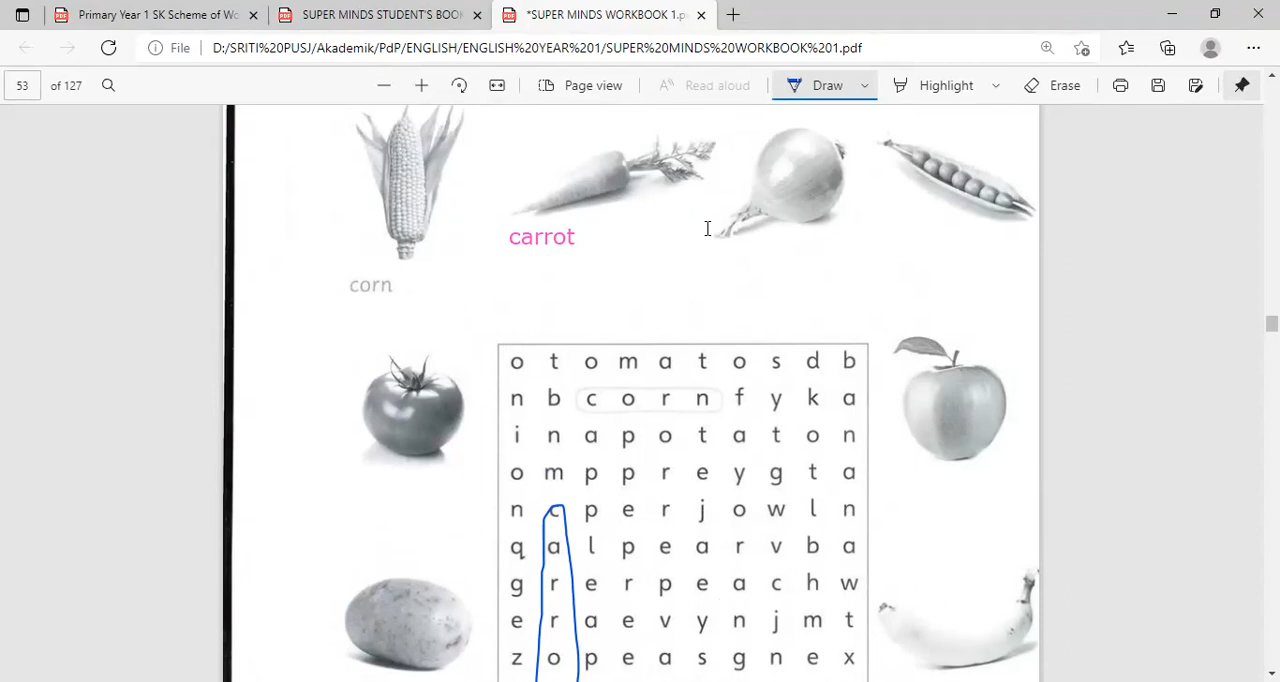 Primary Year 1 SK Scheme of Wo
SUPER MINDS STUDENT'S BOOK
*SUPER MINDS WORKBOOK 1.p
File
D:/SRITI%20PUSJ/Akademik/PdP/ENGLISH/ENGLISH%20YEAR%201/SUPER%20MINDS%20WORKBOOK%201.pdf
53 of 127
Page view
Read aloud
Draw
Highlight
Erase
carrot
corn
o t o m a t o s d b
n b c o r n f y k a
i n a p o t a t o n
o m p p r e y g t a
n c p e r j o w l n
q a l p e a r v b a
g r e r p e a c h w
e r a e v y n j m t
z o p e a s g n e x